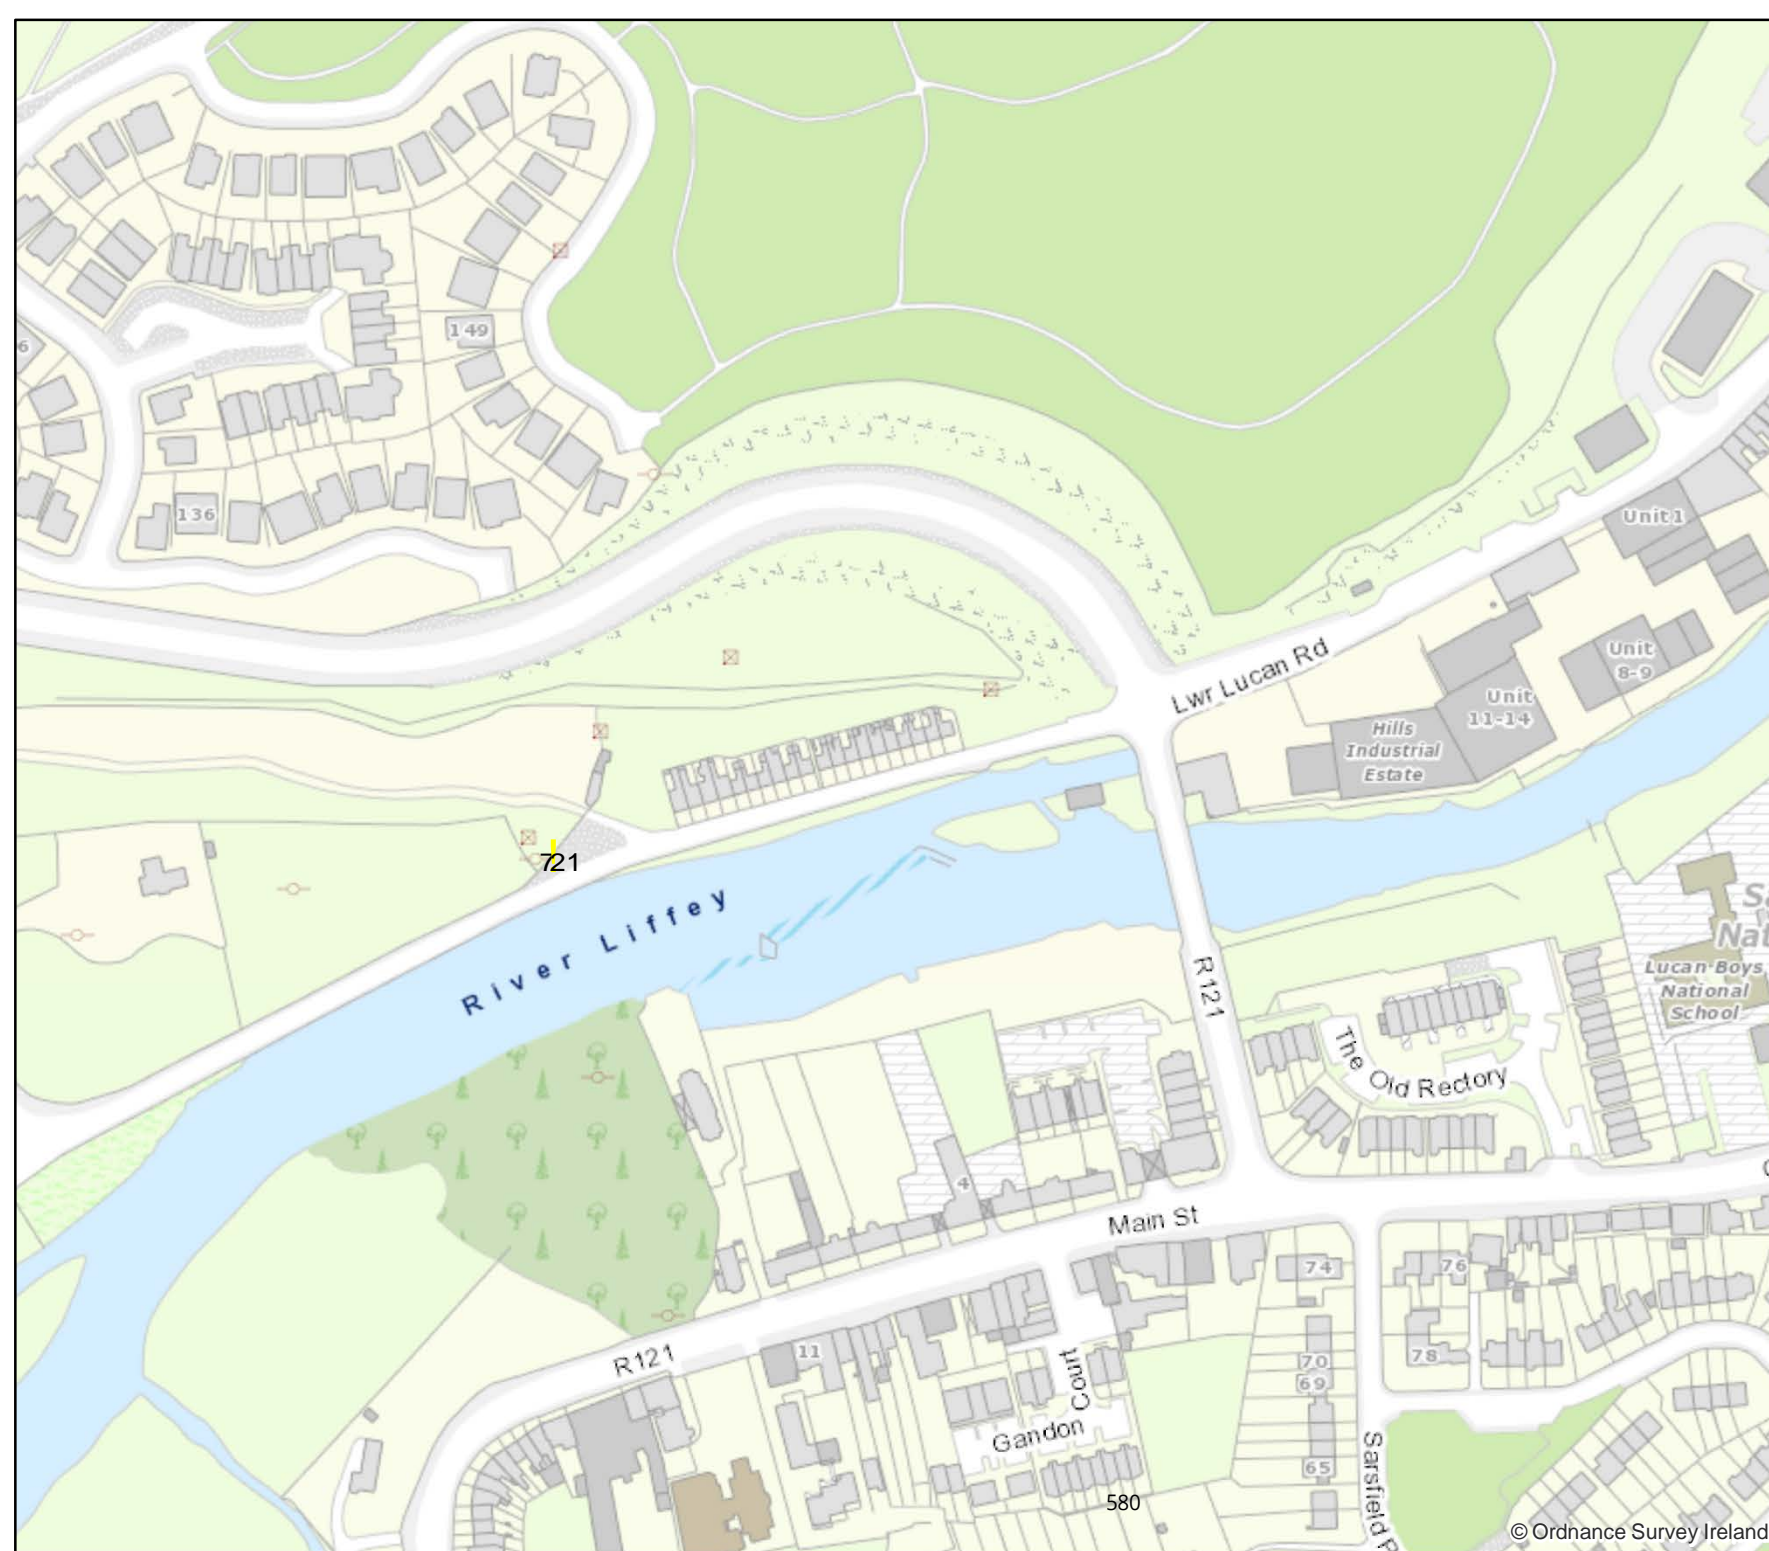 149
6
136
Unit 1
Lwr Lucan Rd
Unit
8-9
Unit
11-14
Hills
Industrial
Estate
721
River Liffey
Lucan Boys
National
School
R121
The Old Rectory
4
Main St
74
76
R121
11
70
69
78
Gandon Court
65
580
Sarsfield
© Ordnance Survey Ireland